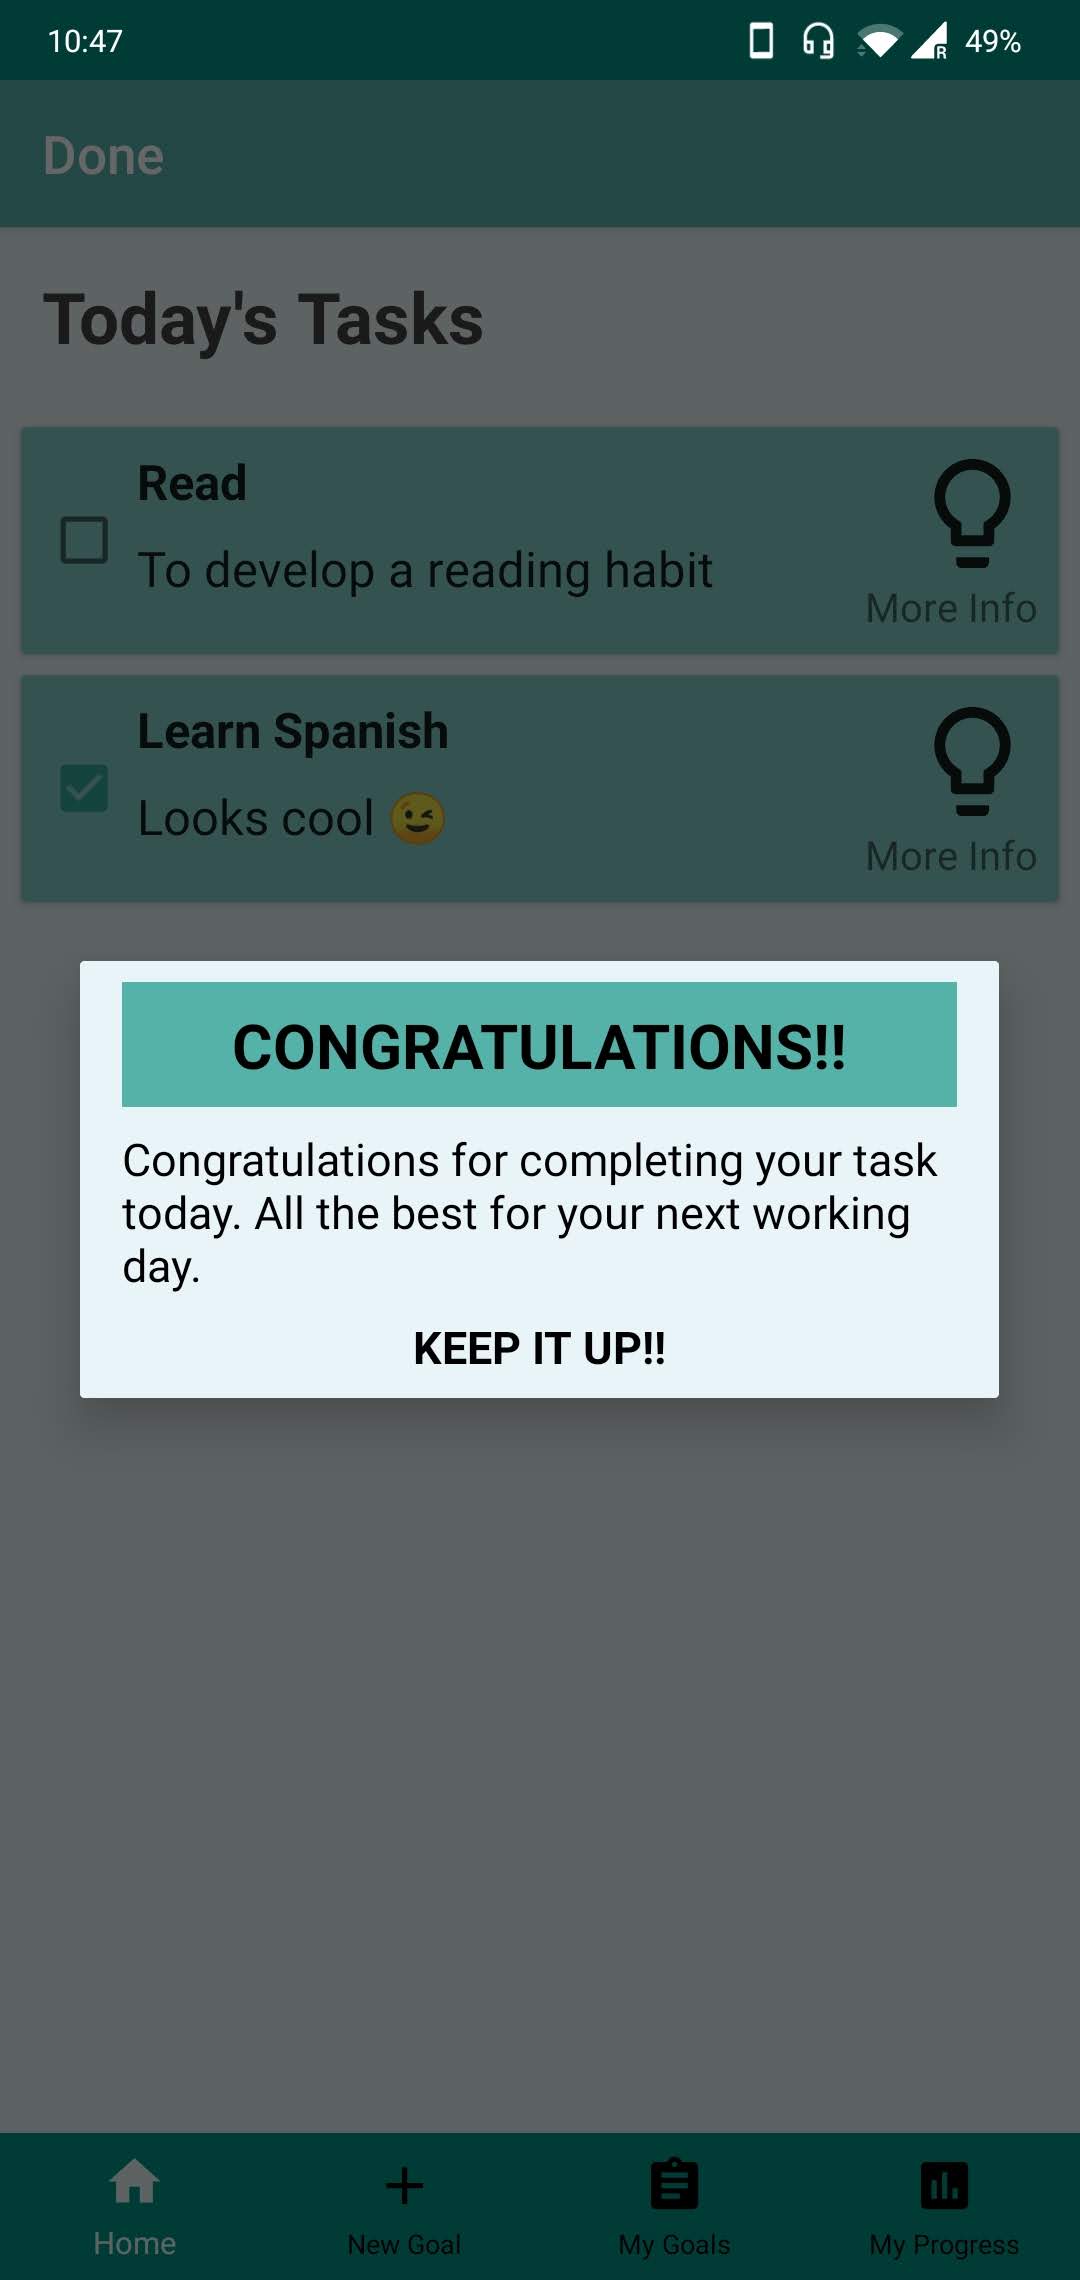 10:47
R
49%
Done
Today's Tasks
Read
To develop a reading habit
More Info
Learn Spanish
Looks cool 😉
More Info
CONGRATULATIONS!!
Congratulations for completing your task
today. All the best for your next working
day.
KEEP IT UP!!
Home
New Goal
My Goals
My Progress